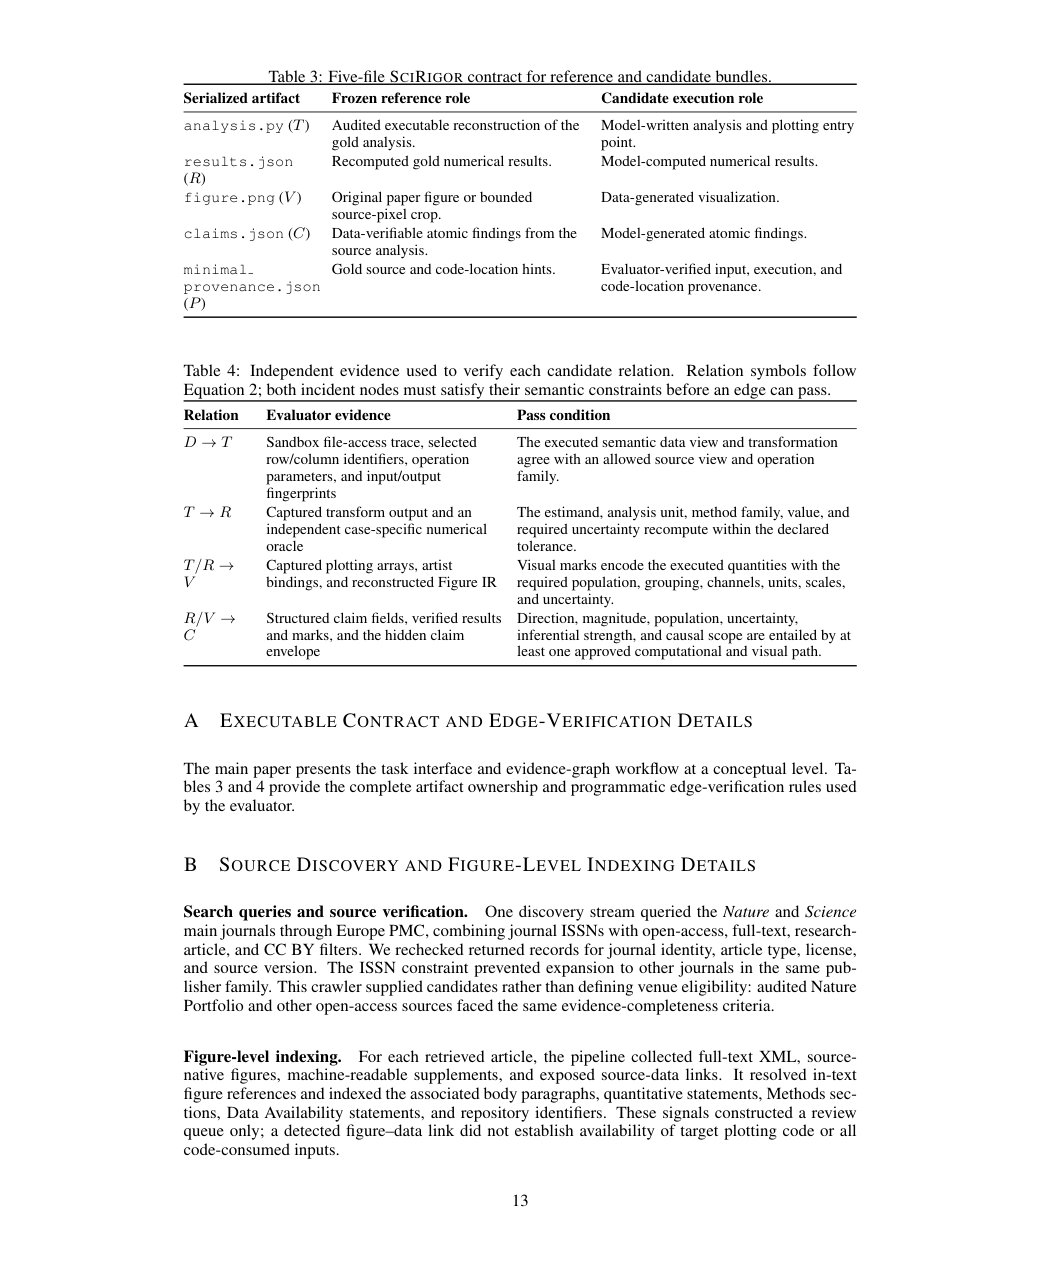 Table 3: Five-file SCIRIGOR contract for reference and candidate bundles.
Serialized artifact Frozen reference role Candidate execution role
analysis.py (T) Audited executable reconstruction of the Model-written analysis and plotting entry
gold analysis. point.
results.json Recomputed gold numerical results. Model-computed numerical results.
(R)
figure.png (V) Original paper figure or bounded Data-generated visualization.
source-pixel crop.
claims.json (C) Data-verifiable atomic findings from the Model-generated atomic findings.
source analysis.
minimal_ Gold source and code-location hints. Evaluator-verified input, execution, and
provenance.json code-location provenance.
(P)
Table 4: Independent evidence used to verify each candidate relation. Relation symbols follow
Equation 2; both incident nodes must satisfy their semantic constraints before an edge can pass.
Relation Evaluator evidence Pass condition
D → T Sandbox file-access trace, selected The executed semantic data view and transformation
row/column identifiers, operation agree with an allowed source view and operation
parameters, and input/output family.
fingerprints
T → R Captured transform output and an The estimand, analysis unit, method family, value, and
independent case-specific numerical required uncertainty recompute within the declared
oracle tolerance.
T/R → Captured plotting arrays, artist Visual marks encode the executed quantities with the
V bindings, and reconstructed Figure IR required population, grouping, channels, units, scales,
and uncertainty.
R/V → Structured claim fields, verified results Direction, magnitude, population, uncertainty,
C and marks, and the hidden claim inferential strength, and causal scope are entailed by at
envelope least one approved computational and visual path.
A EXECUTABLE CONTRACT AND EDGE-VERIFICATION DETAILS
The main paper presents the task interface and evidence-graph workflow at a conceptual level. Ta-
bles 3 and 4 provide the complete artifact ownership and programmatic edge-verification rules used
by the evaluator.
B SOURCE DISCOVERY AND FIGURE-LEVEL INDEXING DETAILS
Search queries and source verification. One discovery stream queried the Nature and Science
main journals through Europe PMC, combining journal ISSNs with open-access, full-text, research-
article, and CC BY filters. We rechecked returned records for journal identity, article type, license,
and source version. The ISSN constraint prevented expansion to other journals in the same pub-
lisher family. This crawler supplied candidates rather than defining venue eligibility: audited Nature
Portfolio and other open-access sources faced the same evidence-completeness criteria.
Figure-level indexing. For each retrieved article, the pipeline collected full-text XML, source-
native figures, machine-readable supplements, and exposed source-data links. It resolved in-text
figure references and indexed the associated body paragraphs, quantitative statements, Methods sec-
tions, Data Availability statements, and repository identifiers. These signals constructed a review
queue only; a detected figure–data link did not establish availability of target plotting code or all
code-consumed inputs.
13